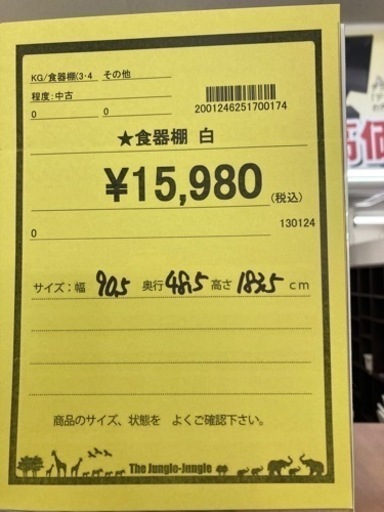 KG/食器棚(3・4 その他
程度:中古
0 0
2001246251700174
★食器棚 白
¥15,980(税込)
0 130124
サイズ:幅 90.5 奥行 48.5 高さ 183.5 cm
商品のサイズ、状態を よくご確認下さい。
The Jungle-Jungle
高価